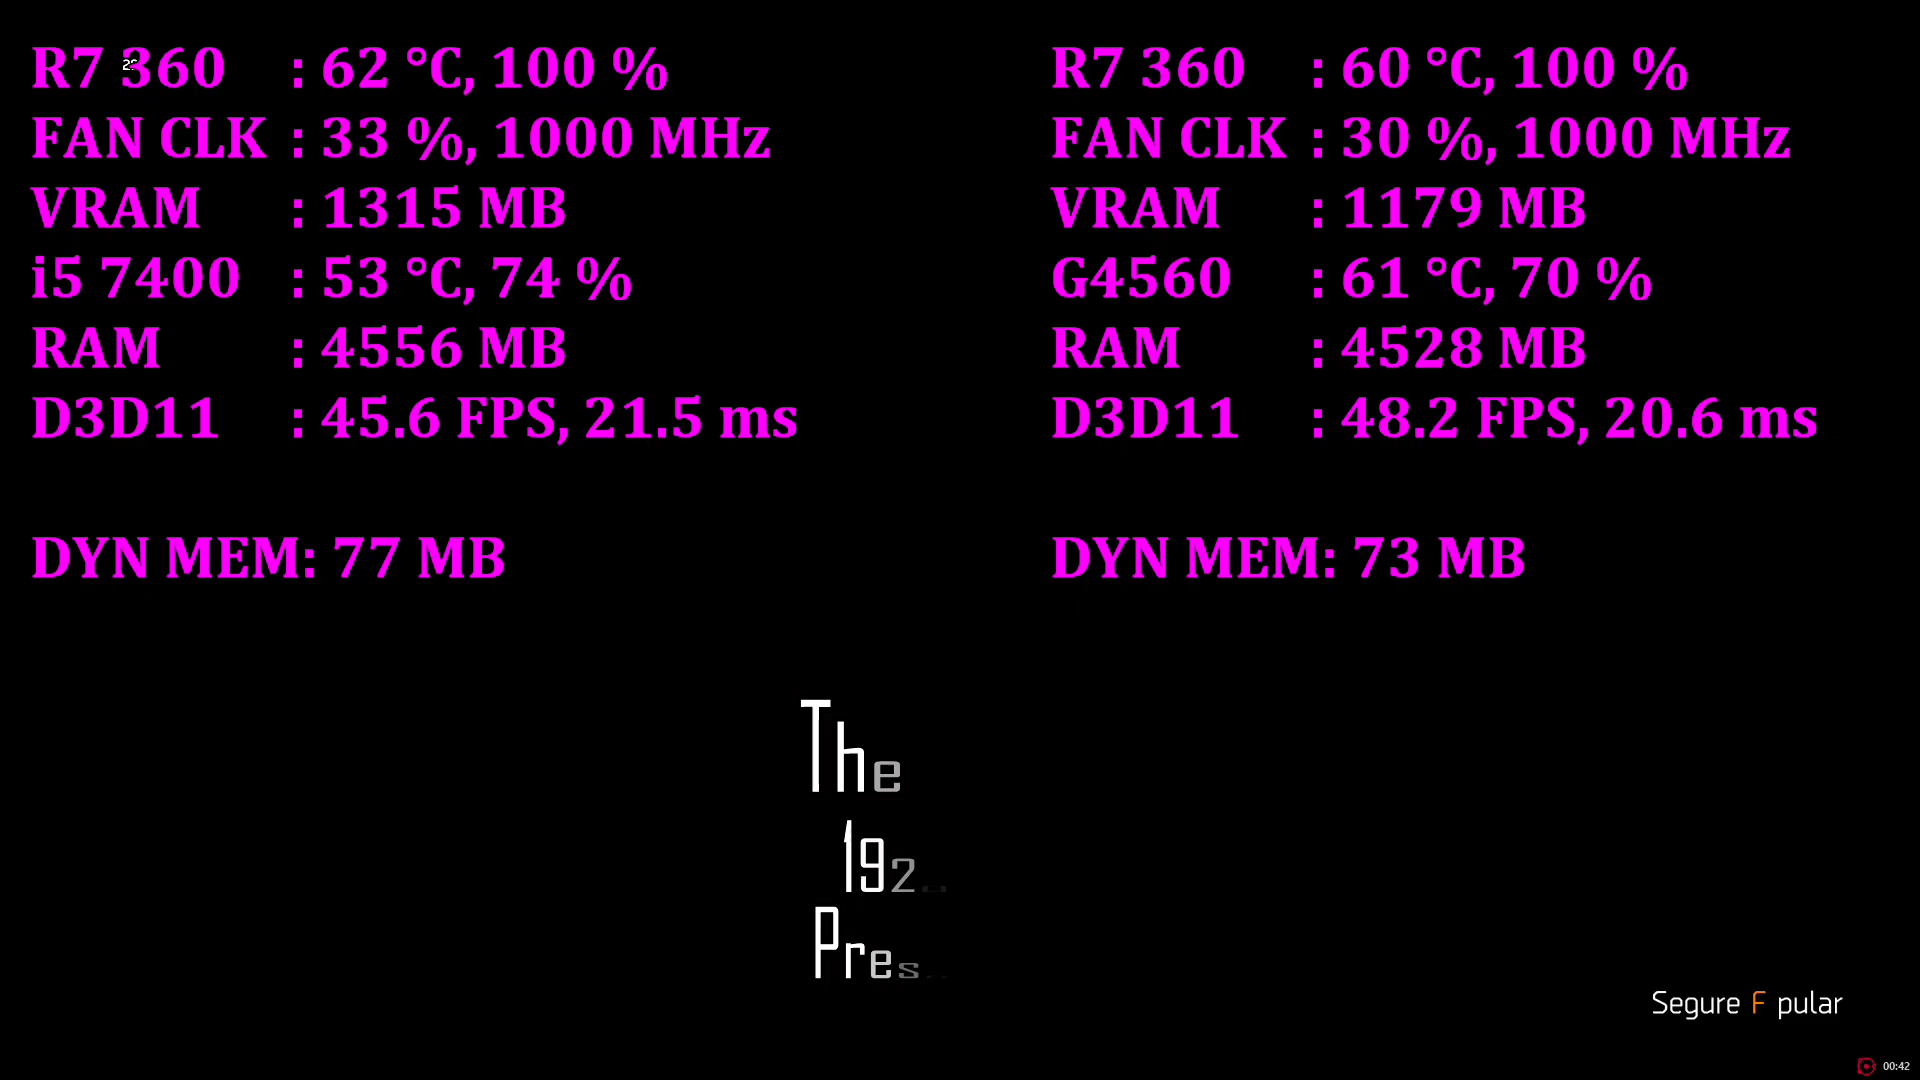 R7 360 : 62 °C, 100 %
FAN CLK : 33 %, 1000 MHz
VRAM : 1315 MB
i5 7400 : 53 °C, 74 %
RAM : 4556 MB
D3D11 : 45.6 FPS, 21.5 ms
DYN MEM: 77 MB
R7 360 : 60 °C, 100 %
FAN CLK : 30 %, 1000 MHz
VRAM : 1179 MB
G4560 : 61 °C, 70 %
RAM : 4528 MB
D3D11 : 48.2 FPS, 20.6 ms
DYN MEM: 73 MB
The
192
Pres
Segure F pular
00:42